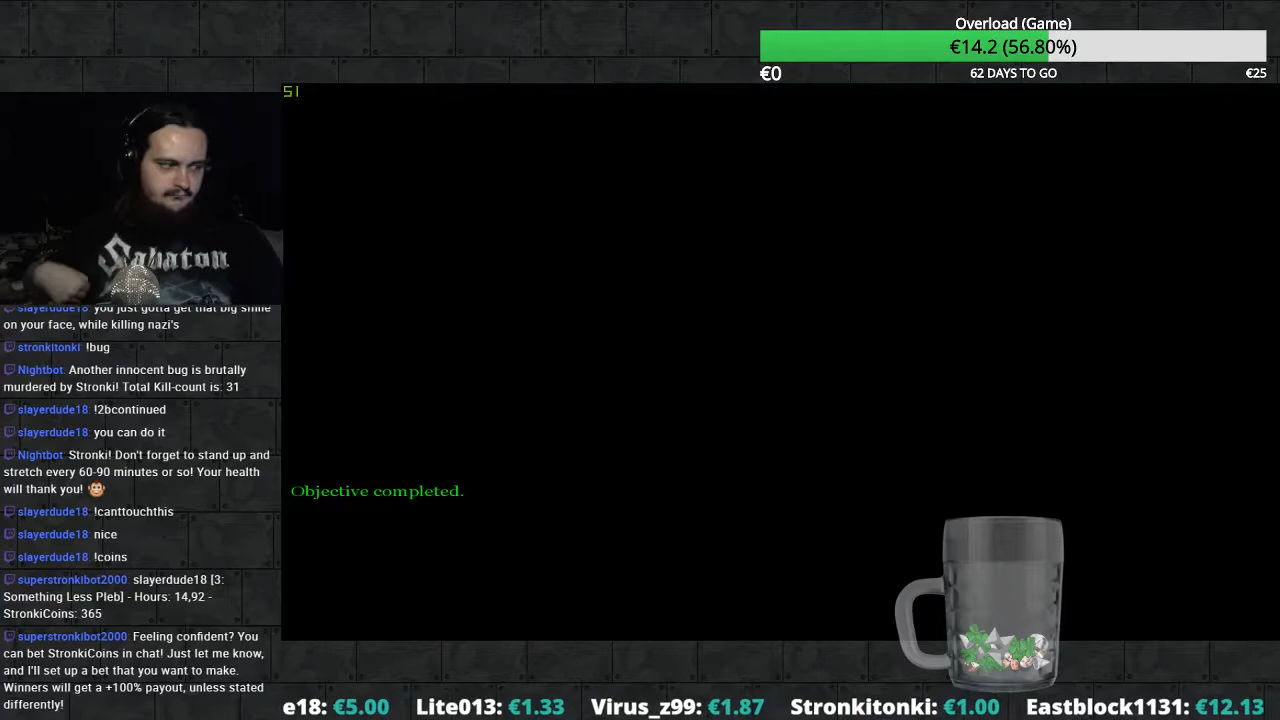 Overload (Game)
€14.2 (56.80%)
€0
62 DAYS TO GO
€25
51
Sabaton
slayerdude18 you just gotta get that big smile
on your face, while killing nazi's
stronkitonki !bug
Nightbot Another innocent bug is brutally
murdered by Stronki! Total Kill-count is: 31
slayerdude18 !2bcontinued
slayerdude18 you can do it
Nightbot Stronki! Don't forget to stand up and
stretch every 60-90 minutes or so! Your health
will thank you!
slayerdude18 !canttouchthis
slayerdude18 nice
slayerdude18 !coins
superstronkibot2000 slayerdude18 [3:
Something Less Pleb] - Hours: 14,92 -
StronkiCoins: 365
superstronkibot2000 Feeling confident? You
can bet StronkiCoins in chat! Just let me know,
and I'll set up a bet that you want to make.
Winners will get a +100% payout, unless stated
differently!
Objective completed.
e18: €5.00 Lite013: €1.33 Virus_z99: €1.87 Stronkitonki: €1.00 Eastblock1131: €12.13